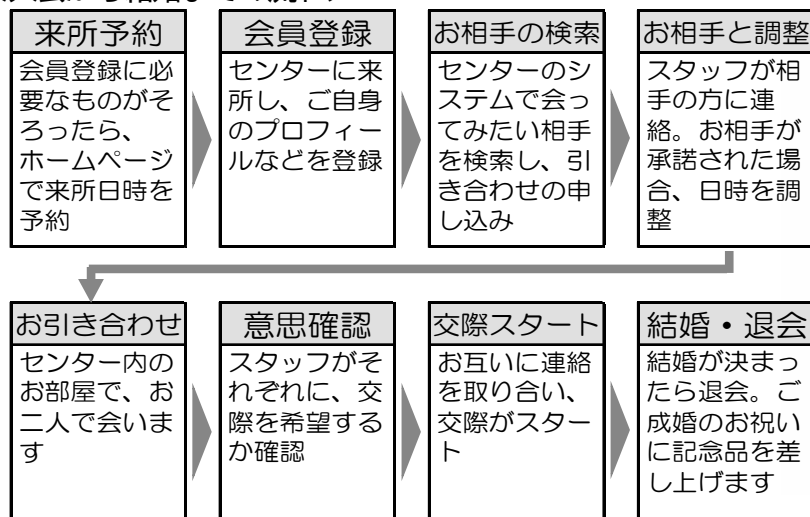 来所予約
会員登録に必
要なものがそ
ろったら、
ホームページ
で来所日時を
予約
会員登録
センターに来
所し、ご自身
のプロフィー
ルなどを登録
お相手の検索
センターのシ
ステムで会っ
てみたい相手
を検索し、引
き合わせの申
し込み
お相手と調整
スタッフが相
手の方に連
絡。お相手が
承諾された場
合、日時を調
整
お引き合わせ
センター内の
お部屋で、お
二人で会いま
す
意思確認
スタッフがそ
れぞれに、交
際を希望する
か確認
交際スタート
お互いに連絡
を取り合い、
交際がスター
ト
結婚・退会
結婚が決まっ
たら退会。ご
成婚のお祝い
に記念品を差
し上げます